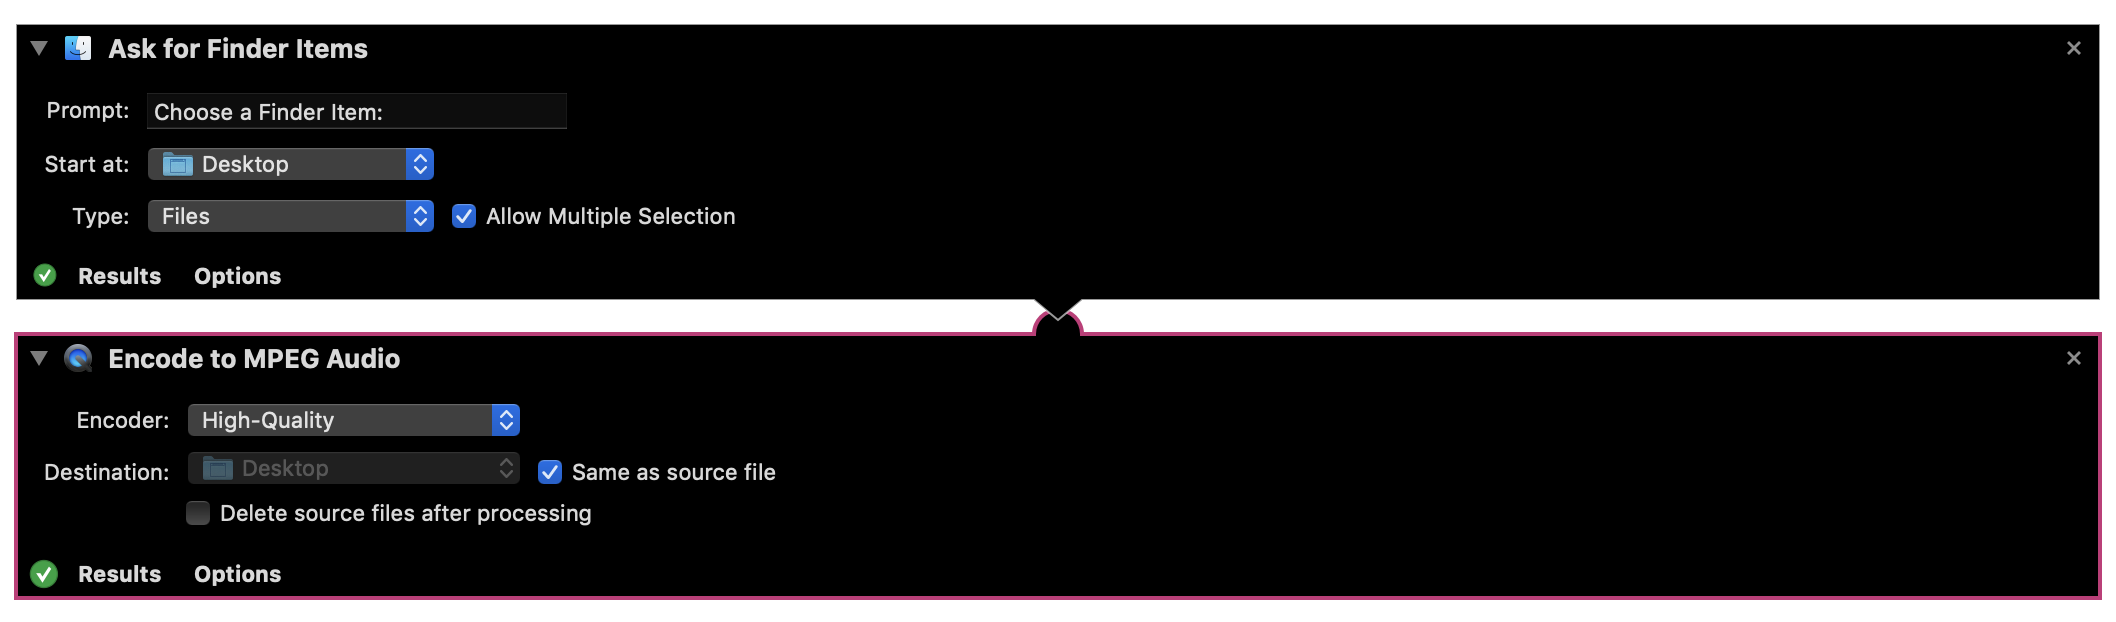 Ask for Finder Items
Prompt: Choose a Finder Item:
Start at: Desktop
Type: Files Allow Multiple Selection
Results Options
Encode to MPEG Audio
Encoder: High-Quality
Destination: Desktop Same as source file
Delete source files after processing
Results Options